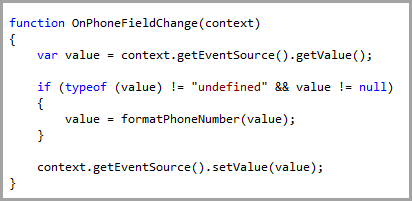 function OnPhoneFieldChange(context)
{
    var value = context.getEventSource().getValue();

    if (typeof (value) != "undefined" && value != null)
    {
        value = formatPhoneNumber(value);
    }

    context.getEventSource().setValue(value);
}